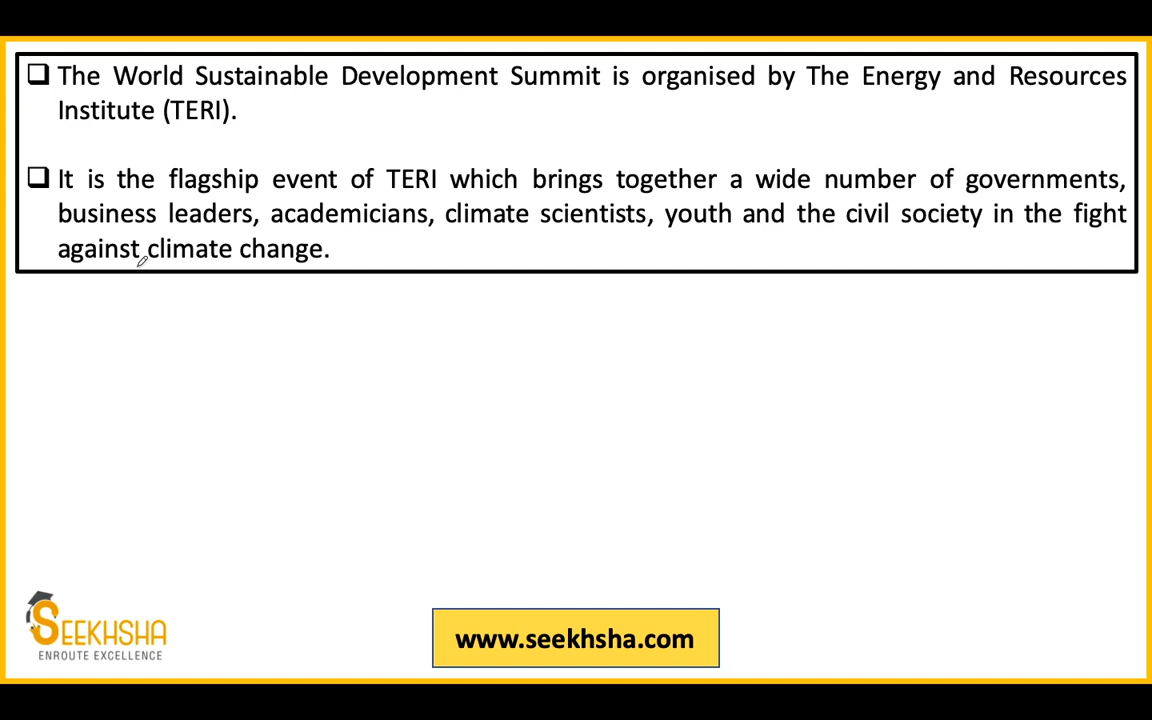 The World Sustainable Development Summit is organised by The Energy and Resources
Institute (TERI).
It is the flagship event of TERI which brings together a wide number of governments,
business leaders, academicians, climate scientists, youth and the civil society in the fight
against climate change.
SEEKHSHA
ENROUTE EXCELLENCE
www.seekhsha.com